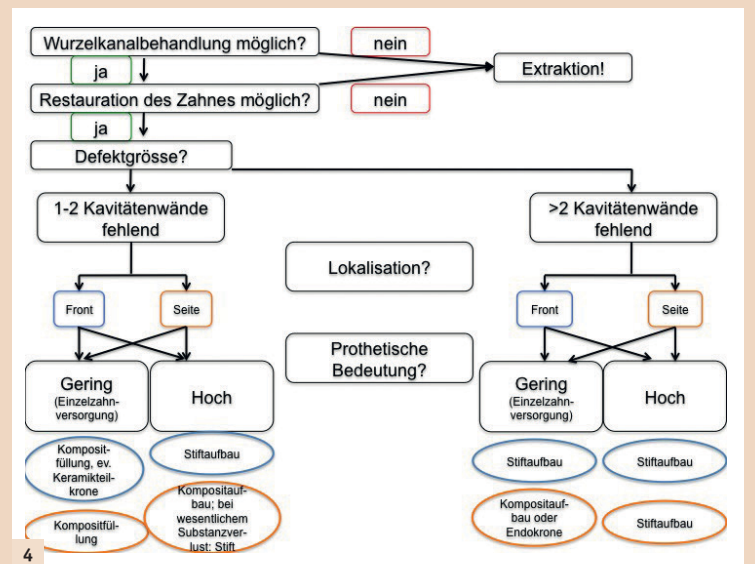 Wurzelkanalbehandlung möglich?
nein
ja
Extraktion!
Restauration des Zahnes möglich?
nein
ja
Defektgrösse?
1-2 Kavitätenwände
fehlend
>2 Kavitätenwände
fehlend
Lokalisation?
Front
Seite
Front
Seite
Prothetische
Bedeutung?
Gering
(Einzelzahn-
versorgung)
Hoch
Gering
(Einzelzahn-
versorgung)
Hoch
Komposit-
füllung, ev.
Keramikteil-
krone
Stiftaufbau
Stiftaufbau
Stiftaufbau
Kompositfül-
lung
Kompositauf-
bau; bei
wesentlichem
Substanzver-
lust: Stift
Kompositauf-
bau oder
Endokrone
Stiftaufbau
4